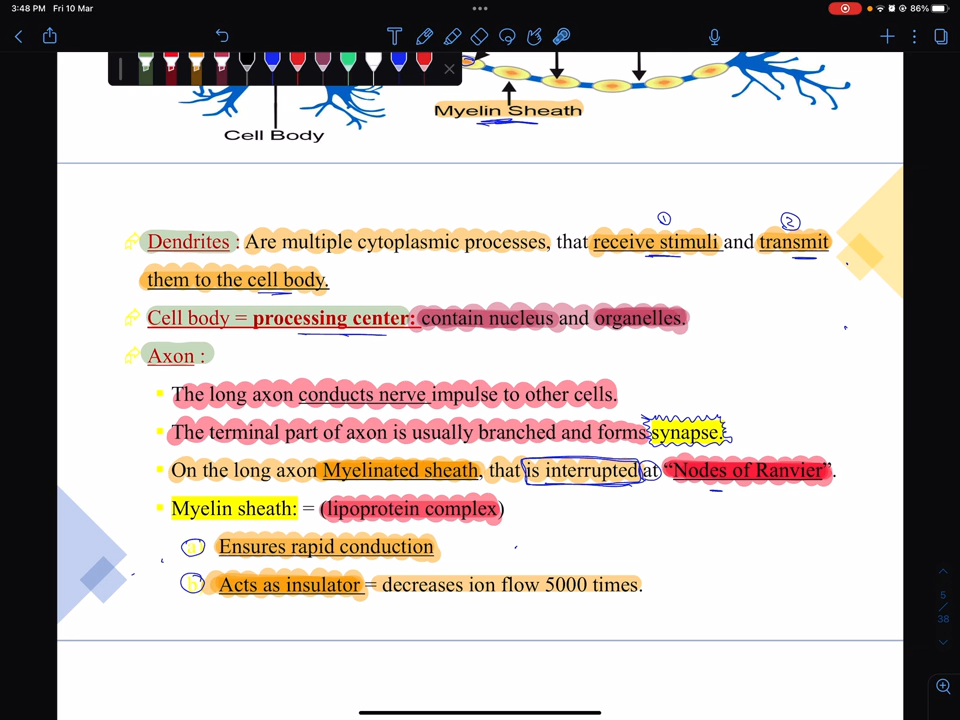 3:48 PM Fri 10 Mar
86%
Myelin Sheath
Cell Body
① ②
Dendrites : Are multiple cytoplasmic processes, that receive stimuli and transmit
them to the cell body.
Cell body = processing center: contain nucleus and organelles.
Axon :
The long axon conducts nerve impulse to other cells.
The terminal part of axon is usually branched and forms synapse.
On the long axon Myelinated sheath, that is interrupted at “Nodes of Ranvier”.
Myelin sheath: = (lipoprotein complex)
a) Ensures rapid conduction
b) Acts as insulator = decreases ion flow 5000 times.
5
/
38